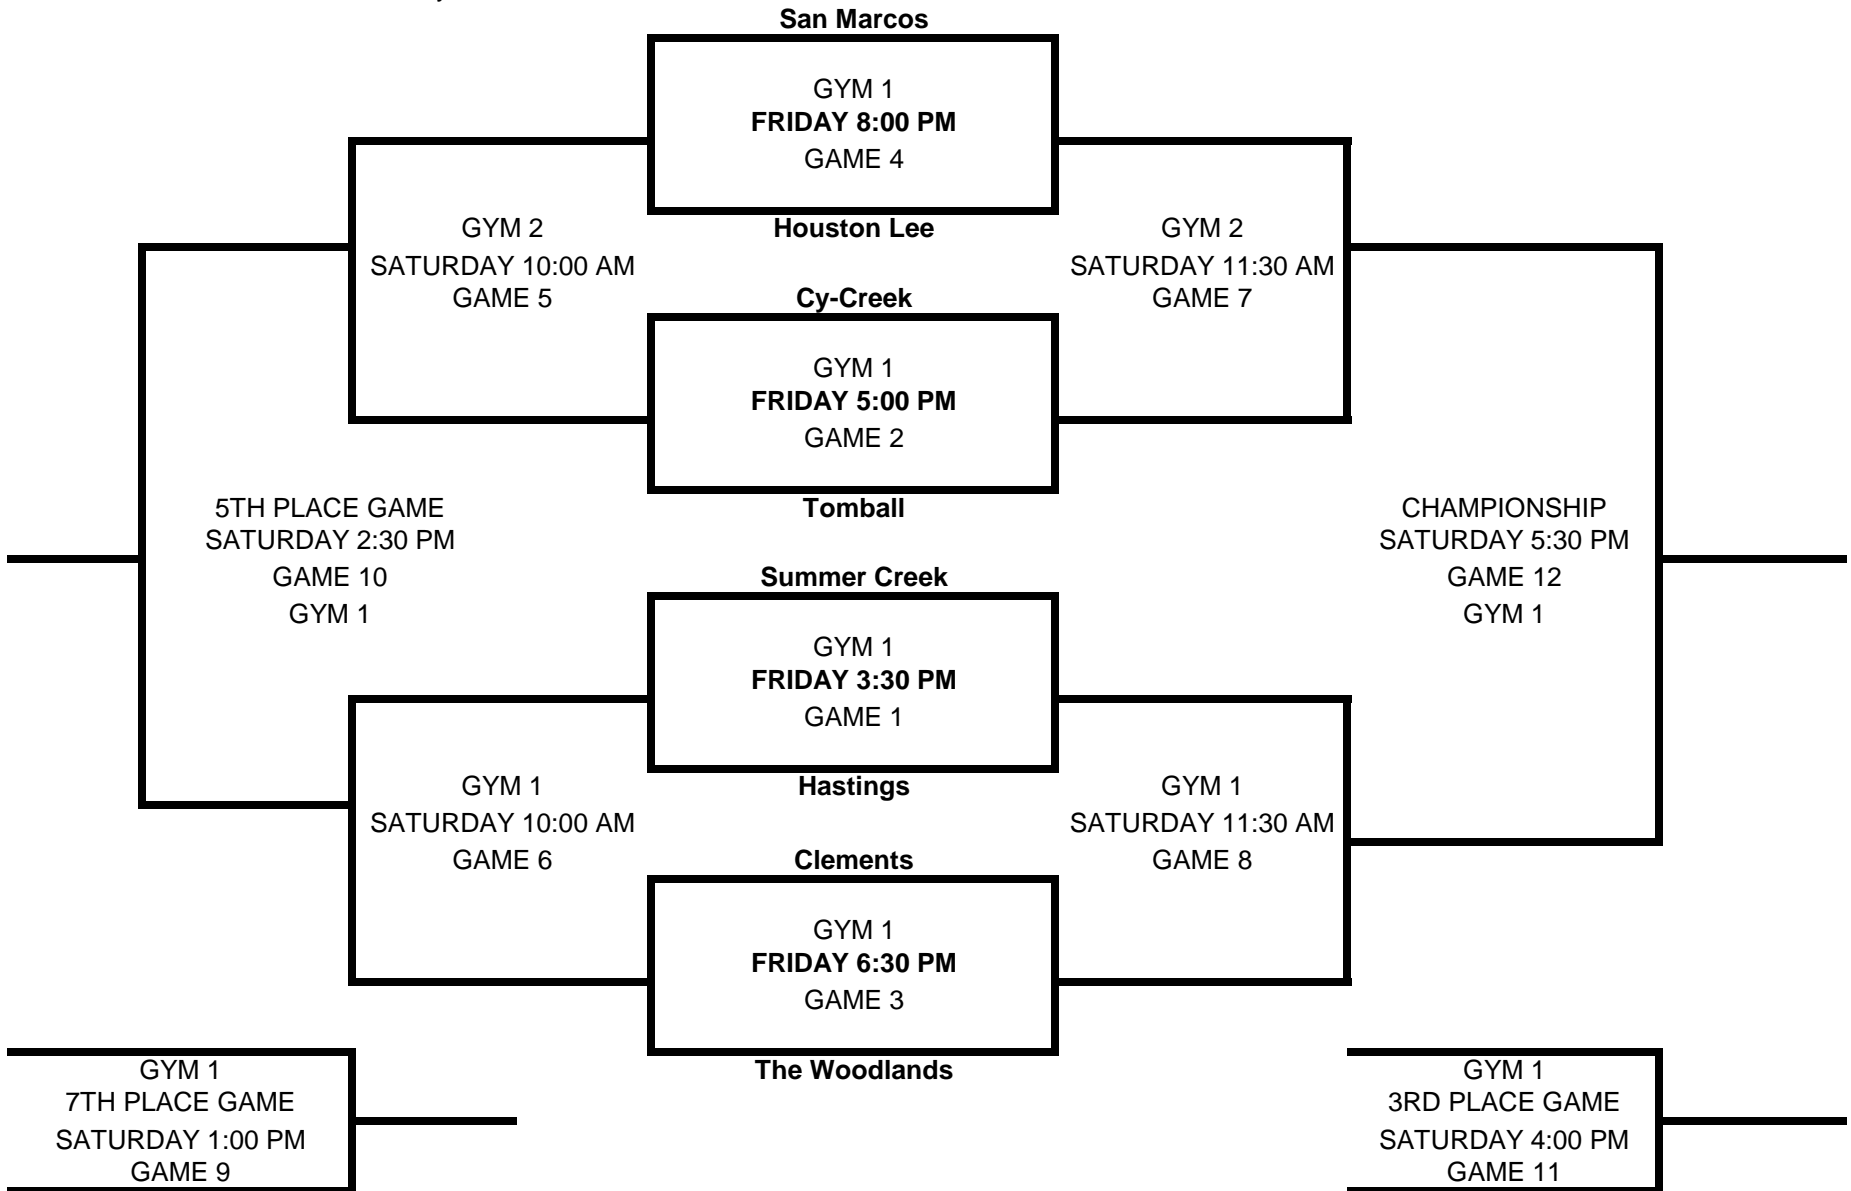 San Marcos
GYM 1
FRIDAY 8:00 PM
GAME 4
Houston Lee
GYM 2
SATURDAY 10:00 AM
GAME 5
GYM 2
SATURDAY 11:30 AM
GAME 7
Cy-Creek
GYM 1
FRIDAY 5:00 PM
GAME 2
Tomball
5TH PLACE GAME
SATURDAY 2:30 PM
GAME 10
GYM 1
CHAMPIONSHIP
SATURDAY 5:30 PM
GAME 12
GYM 1
Summer Creek
GYM 1
FRIDAY 3:30 PM
GAME 1
Hastings
GYM 1
SATURDAY 10:00 AM
GAME 6
GYM 1
SATURDAY 11:30 AM
GAME 8
Clements
GYM 1
FRIDAY 6:30 PM
GAME 3
The Woodlands
GYM 1
7TH PLACE GAME
SATURDAY 1:00 PM
GAME 9
GYM 1
3RD PLACE GAME
SATURDAY 4:00 PM
GAME 11